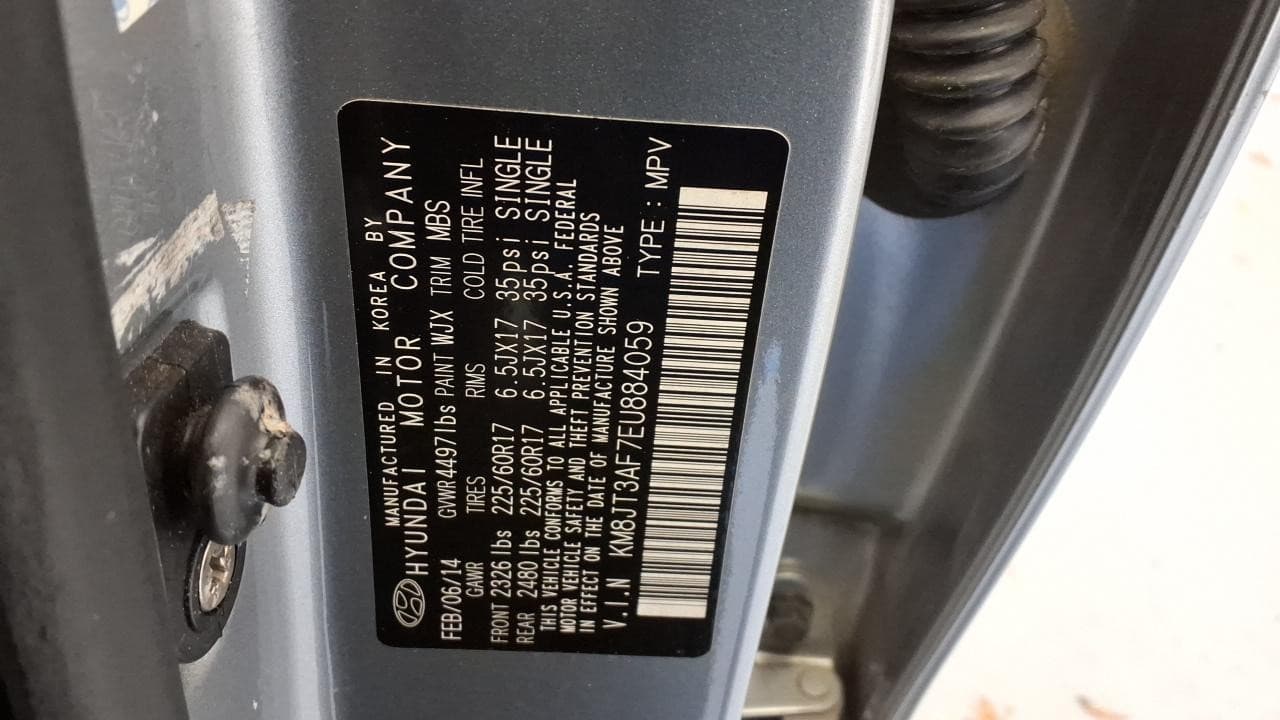 MANUFACTURED IN KOREA BY
HYUNDAI MOTOR COMPANY
FEB/06/14 GVWR4497lbs PAINT WJX TRIM MBS
GAWR TIRES RIMS COLD TIRE INFL
FRONT 2326lbs 225/60R17 6.5JX17 35psi SINGLE
REAR 2480lbs 225/60R17 6.5JX17 35psi SINGLE
THIS VEHICLE CONFORMS TO ALL APPLICABLE U.S.A. FEDERAL
MOTOR VEHICLE SAFETY AND THEFT PREVENTION STANDARDS
IN EFFECT ON THE DATE OF MANUFACTURE SHOWN ABOVE
V.I.N KM8JT3AF7EU884059 TYPE : MPV